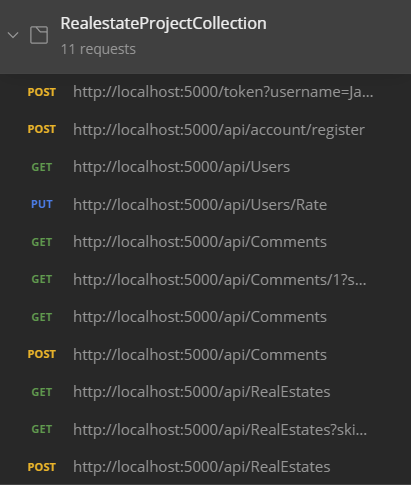 RealestateProjectCollection
11 requests
POST http://localhost:5000/token?username=Ja...
POST http://localhost:5000/api/account/register
GET http://localhost:5000/api/Users
PUT http://localhost:5000/api/Users/Rate
GET http://localhost:5000/api/Comments
GET http://localhost:5000/api/Comments/1?s...
GET http://localhost:5000/api/Comments
POST http://localhost:5000/api/Comments
GET http://localhost:5000/api/RealEstates
GET http://localhost:5000/api/RealEstates?ski...
POST http://localhost:5000/api/RealEstates